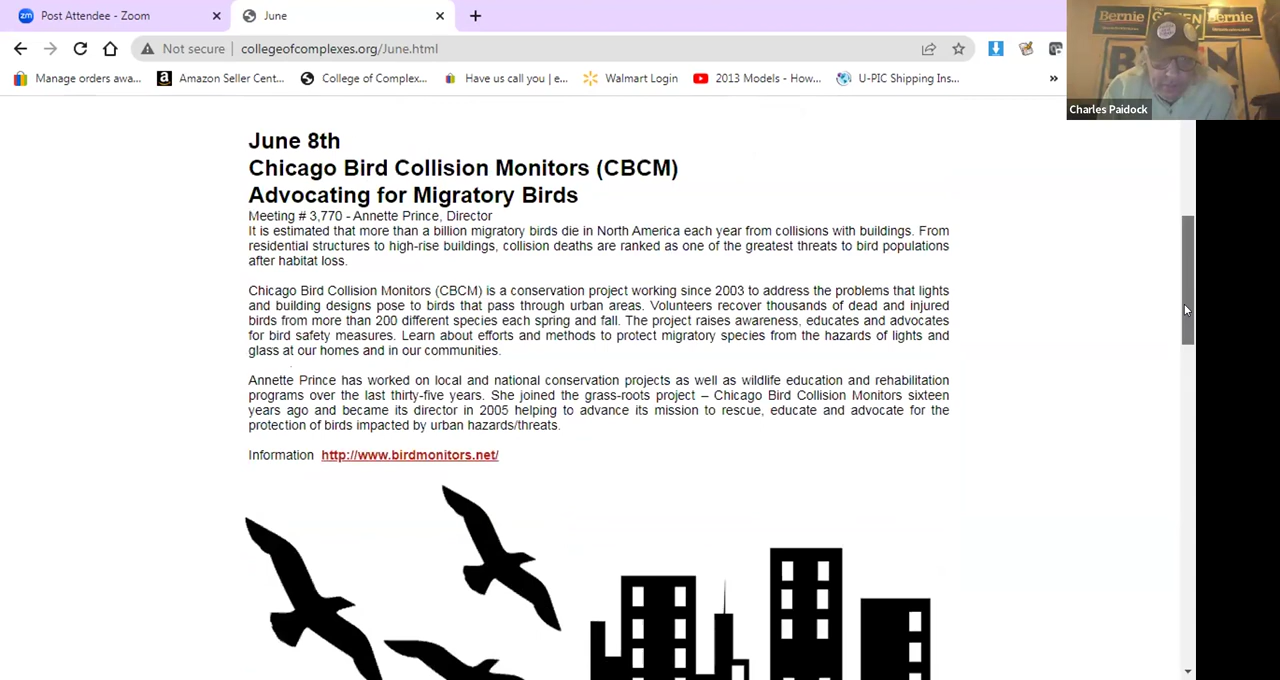 Post Attendee - Zoom
June
Not secure
collegeofcomplexes.org/June.html
Manage orders awa...
Amazon Seller Cent...
College of Complex...
Have us call you | e...
Walmart Login
2013 Models - How...
U-PIC Shipping Ins...
»
Bernie
Bernie
Charles Paidock
June 8th
Chicago Bird Collision Monitors (CBCM)
Advocating for Migratory Birds
Meeting # 3,770 - Annette Prince, Director
It is estimated that more than a billion migratory birds die in North America each year from collisions with buildings. From
residential structures to high-rise buildings, collision deaths are ranked as one of the greatest threats to bird populations
after habitat loss.
Chicago Bird Collision Monitors (CBCM) is a conservation project working since 2003 to address the problems that lights
and building designs pose to birds that pass through urban areas. Volunteers recover thousands of dead and injured
birds from more than 200 different species each spring and fall. The project raises awareness, educates and advocates
for bird safety measures. Learn about efforts and methods to protect migratory species from the hazards of lights and
glass at our homes and in our communities.
Annette Prince has worked on local and national conservation projects as well as wildlife education and rehabilitation
programs over the last thirty-five years. She joined the grass-roots project – Chicago Bird Collision Monitors sixteen
years ago and became its director in 2005 helping to advance its mission to rescue, educate and advocate for the
protection of birds impacted by urban hazards/threats.
Information http://www.birdmonitors.net/